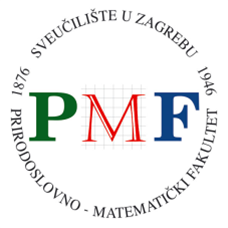 1876 SVEUČILIŠTE U ZAGREBU 1946
PMF
PRIRODOSLOVNO - MATEMATIČKI FAKULTET